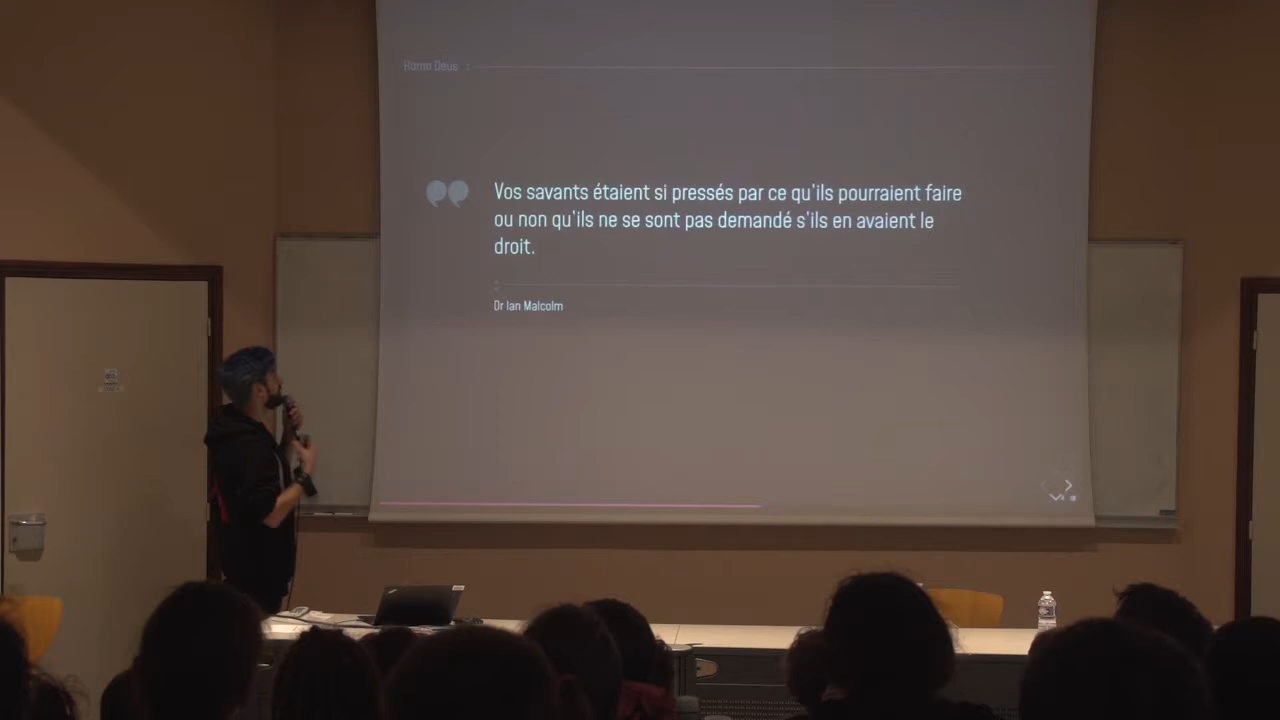 Homo Deus :
Vos savants étaient si pressés par ce qu'ils pourraient faire
ou non qu'ils ne se sont pas demandé s'ils en avaient le
droit.
Dr Ian Malcolm